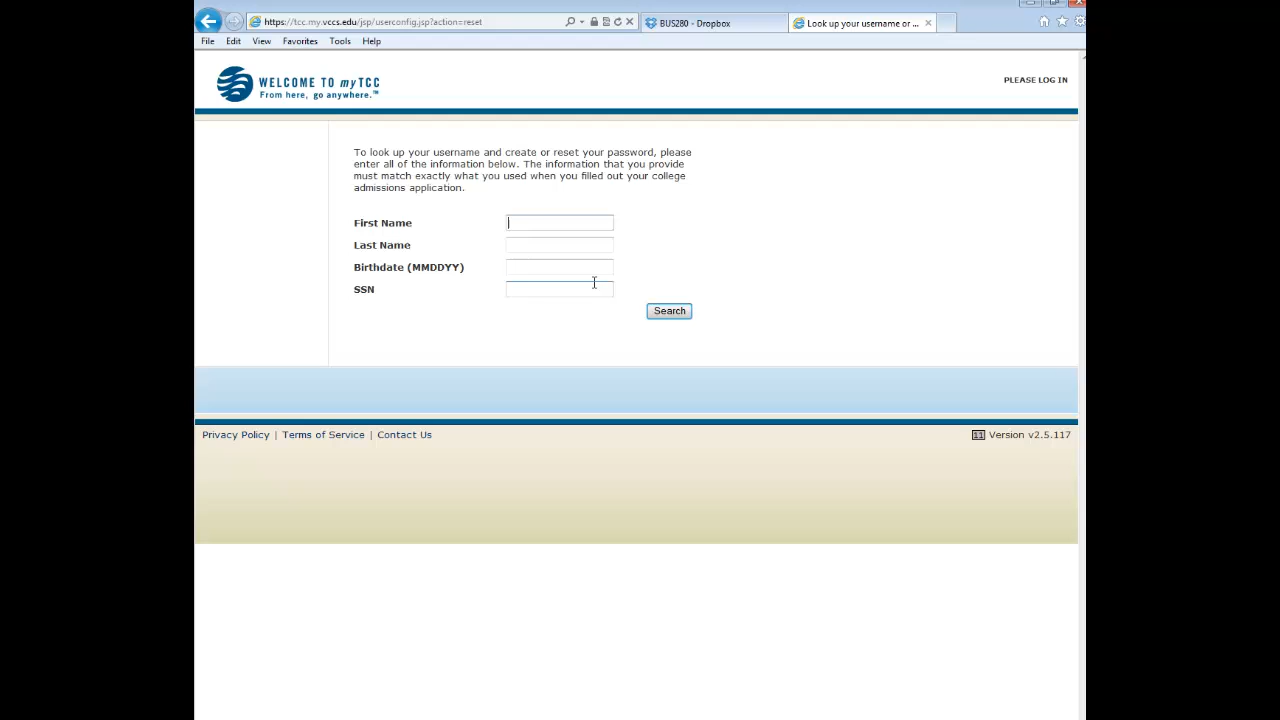 https://tcc.my.vccs.edu/jsp/userconfig.jsp?action=reset
BUS280 - Dropbox
Look up your username or ...
File Edit View Favorites Tools Help
WELCOME TO myTCC
From here, go anywhere.™
PLEASE LOG IN
To look up your username and create or reset your password, please
enter all of the information below. The information that you provide
must match exactly what you used when you filled out your college
admissions application.
First Name
Last Name
Birthdate (MMDDYY)
SSN
Search
Privacy Policy | Terms of Service | Contact Us
11 Version v2.5.117